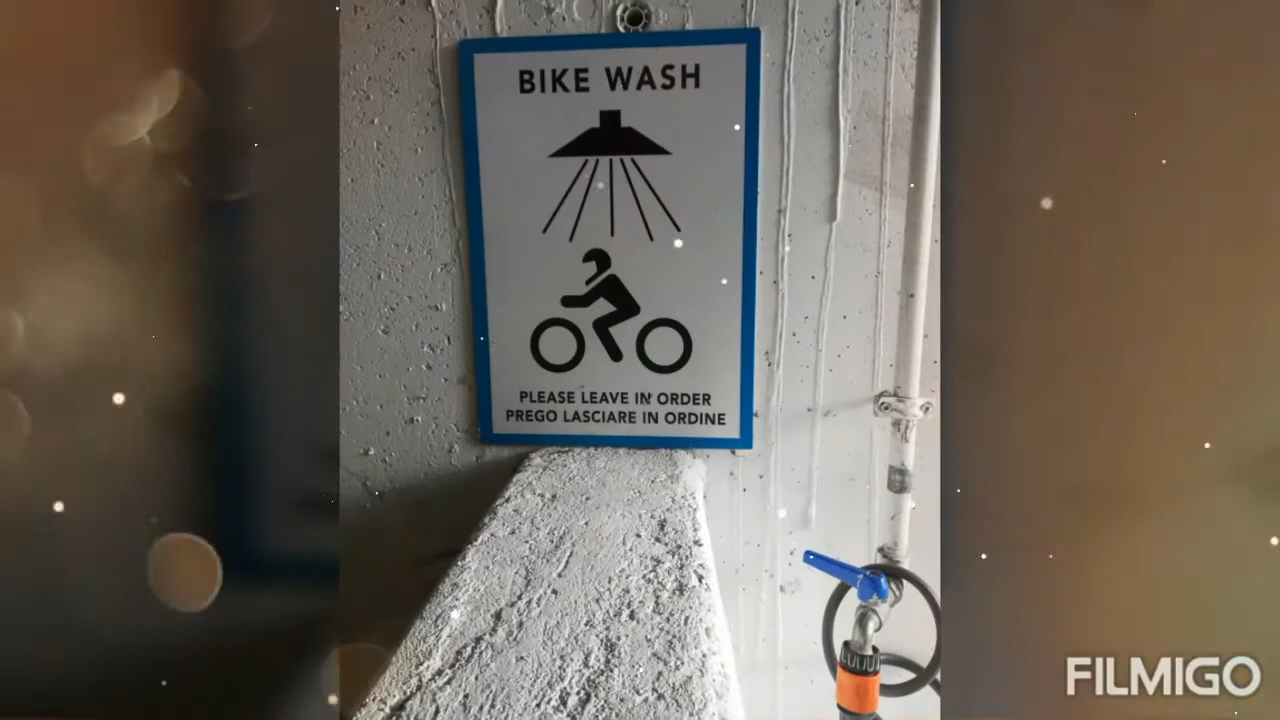 BIKE WASH
PLEASE LEAVE IN ORDER
PREGO LASCIARE IN ORDINE
FILMIGO